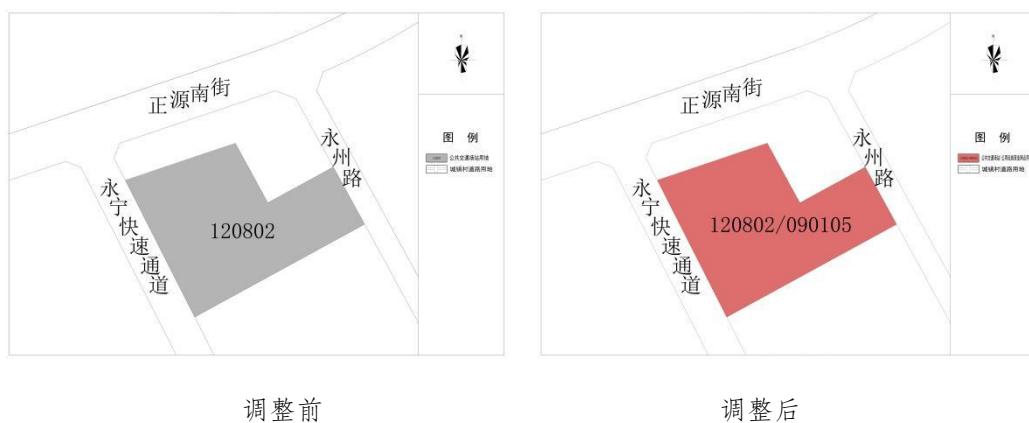 正源南街
永州路
永宁快速通道
120802
图 例
公共交通场站用地
城镇村道路用地
调整前
正源南街
永州路
永宁快速通道
120802/090105
图 例
城镇村道路用地
调整后